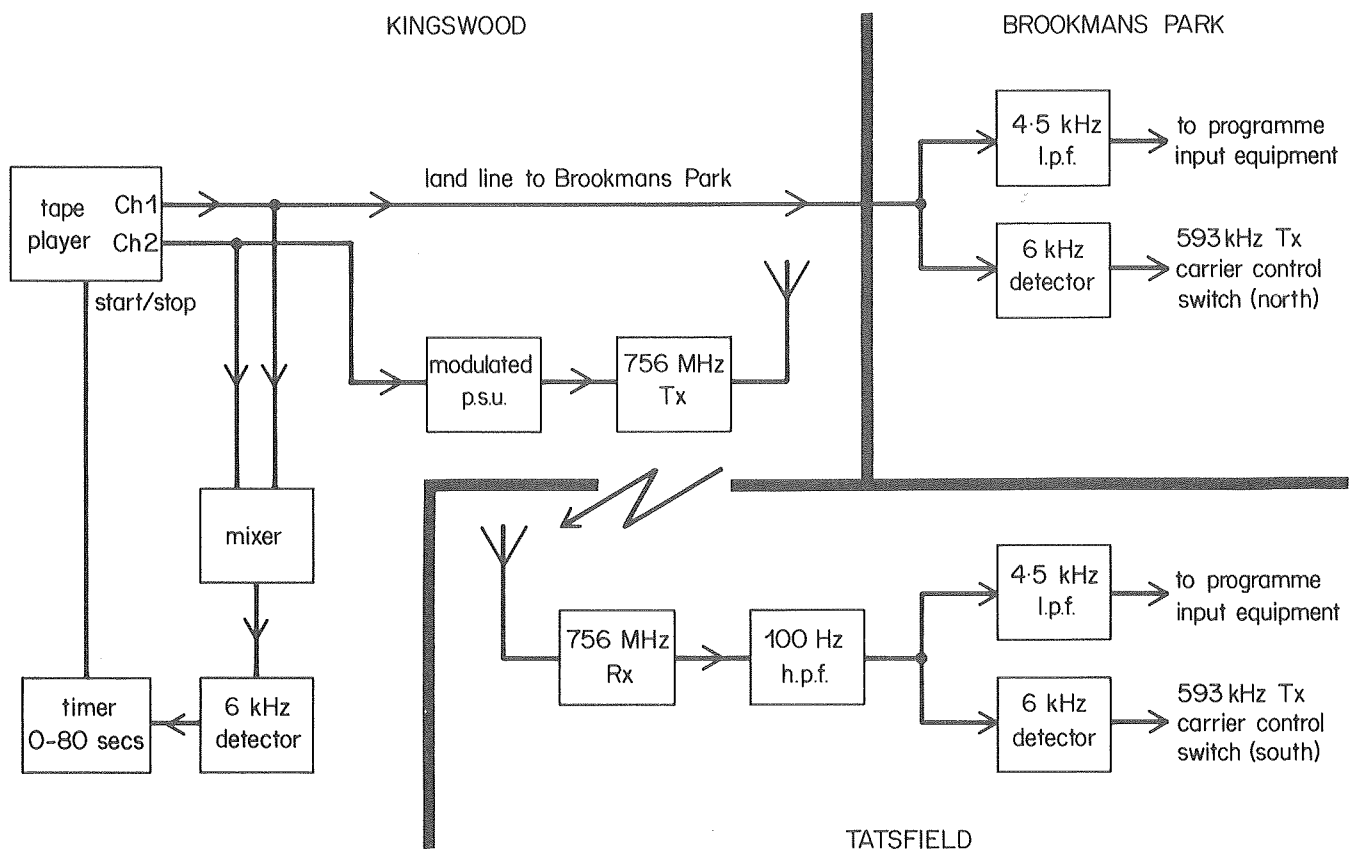 KINGSWOOD
BROOKMANS PARK
tape
player
Ch1
Ch2
start/stop
land line to Brookmans Park
4·5 kHz
l.p.f.
to programme
input equipment
6 kHz
detector
593 kHz Tx
carrier control
switch (north)
modulated
p.s.u.
756 MHz
Tx
mixer
timer
0-80 secs
6 kHz
detector
756 MHz
Rx
100 Hz
h.p.f.
4·5 kHz
l.p.f.
to programme
input equipment
6 kHz
detector
593 kHz Tx
carrier control
switch (south)
TATSFIELD